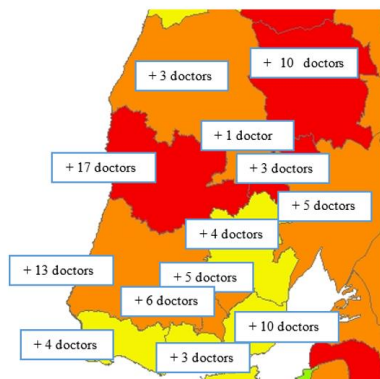 + 10 doctors
+ 3 doctors
+ 1 doctor
+ 17 doctors
+ 3 doctors
+ 5 doctors
+ 4 doctors
+ 13 doctors
+ 5 doctors
+ 6 doctors
+ 10 doctors
+ 4 doctors
+ 3 doctors